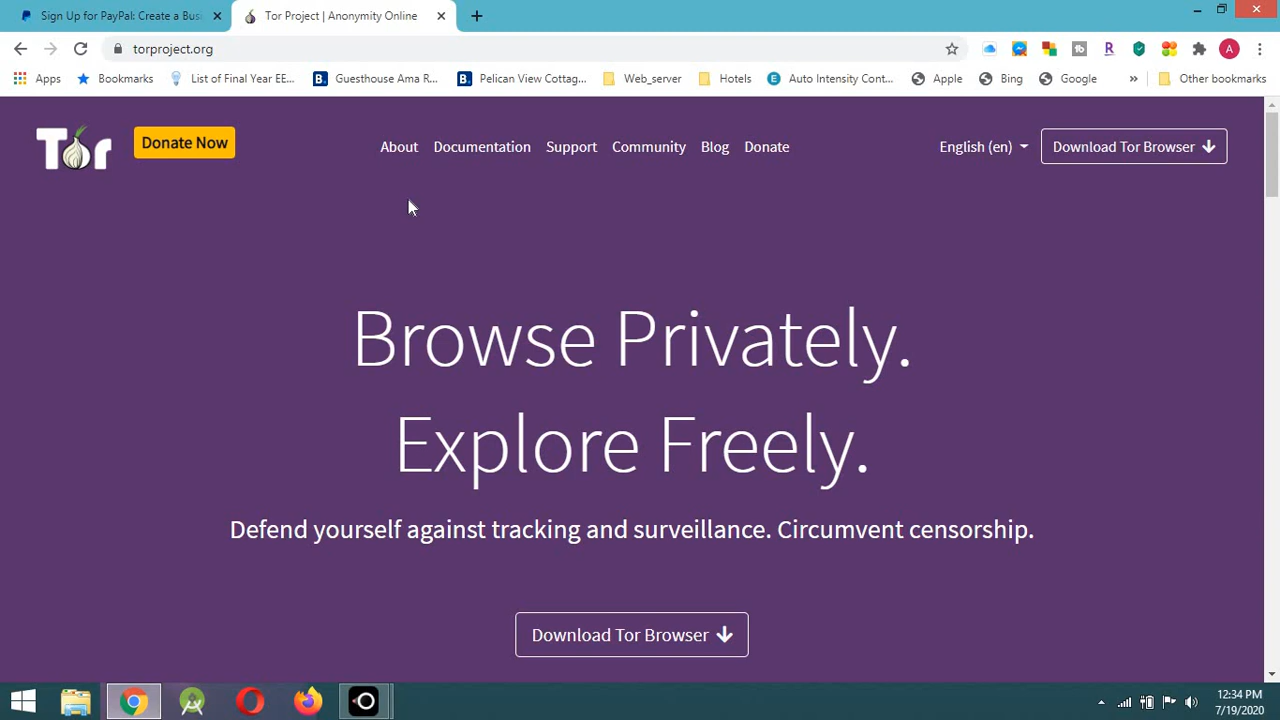 Sign Up for PayPal: Create a Bus
Tor Project | Anonymity Online
torproject.org
A
Apps
Bookmarks
List of Final Year EE...
Guesthouse Ama R...
Pelican View Cottag...
Web_server
Hotels
Auto Intensity Cont...
Apple
Bing
Google
»
Other bookmarks
Tor
Donate Now
About
Documentation
Support
Community
Blog
Donate
English (en)
Download Tor Browser
Browse Privately.
Explore Freely.
Defend yourself against tracking and surveillance. Circumvent censorship.
Download Tor Browser
12:34 PM
7/19/2020